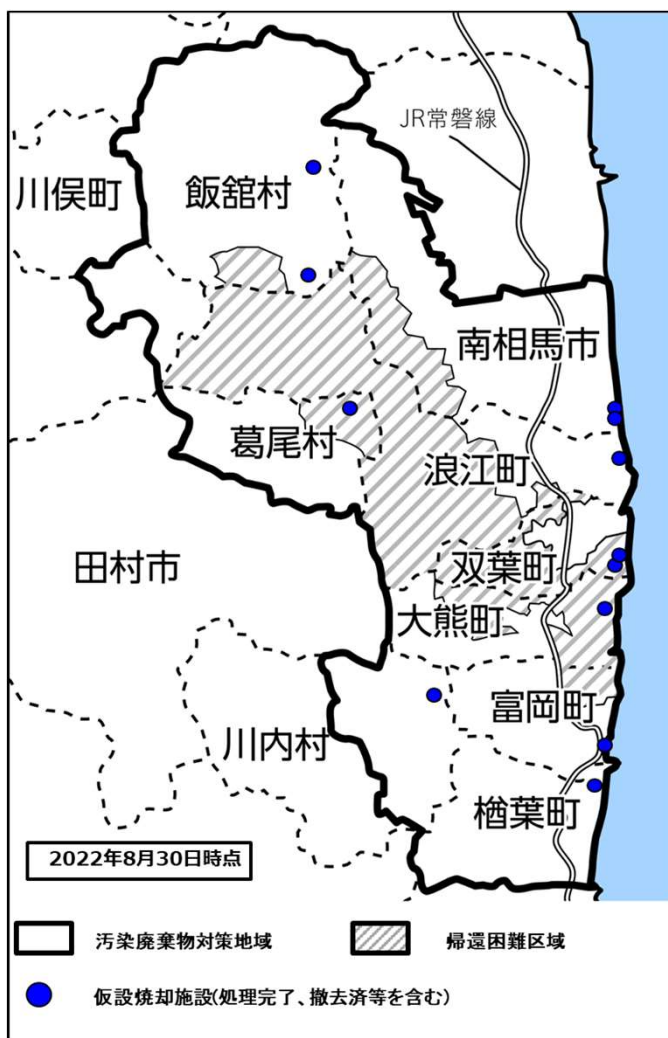 JR常磐線
川俣町
飯舘村
南相馬市
葛尾村
浪江町
田村市
双葉町
大熊町
富岡町
川内村
楢葉町
2022年8月30日時点
汚染廃棄物対策地域
帰還困難区域
仮設焼却施設(処理完了、撤去済等を含む)